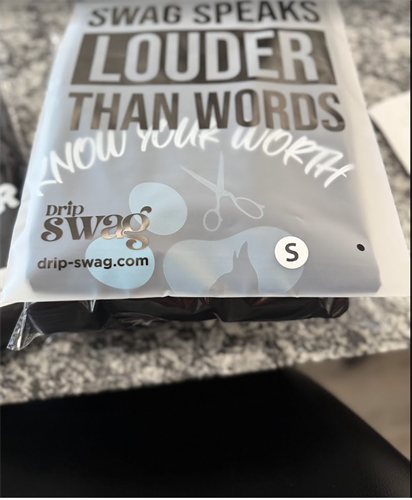 SWAG SPEAKS
LOUDER
THAN WORDS
KNOW YOUR WORTH
Drip
swag
drip-swag.com
S
R